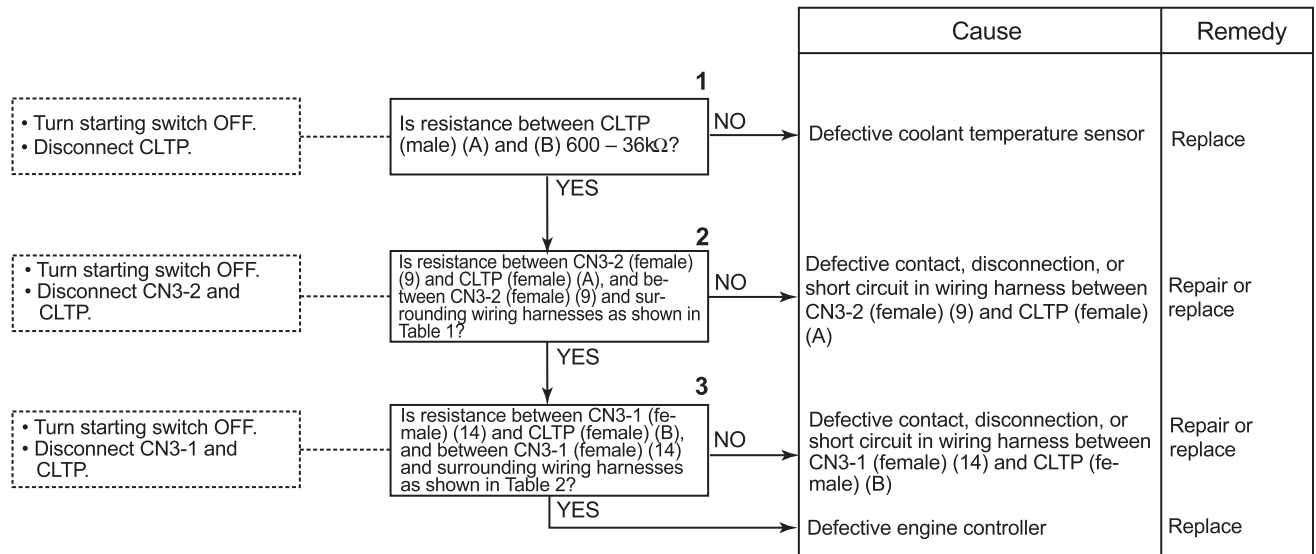 Cause
Remedy
1
• Turn starting switch OFF.
• Disconnect CLTP.
Is resistance between CLTP
(male) (A) and (B) 600 – 36kΩ?
NO
Defective coolant temperature sensor
Replace
YES
2
• Turn starting switch OFF.
• Disconnect CN3-2 and
CLTP.
Is resistance between CN3-2 (female)
(9) and CLTP (female) (A), and be-
tween CN3-2 (female) (9) and sur-
rounding wiring harnesses as shown in
Table 1?
NO
Defective contact, disconnection, or
short circuit in wiring harness between
CN3-2 (female) (9) and CLTP (female)
(A)
Repair or
replace
YES
3
• Turn starting switch OFF.
• Disconnect CN3-1 and
CLTP.
Is resistance between CN3-1 (fe-
male) (14) and CLTP (female) (B),
and between CN3-1 (female) (14)
and surrounding wiring harnesses
as shown in Table 2?
NO
Defective contact, disconnection, or
short circuit in wiring harness between
CN3-1 (female) (14) and CLTP (fe-
male) (B)
Repair or
replace
YES
Defective engine controller
Replace